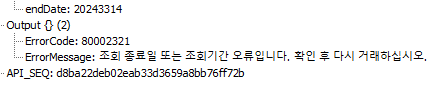 endDate: 20243314
Output {} (2)
ErrorCode: 80002321
ErrorMessage: 조회 종료일 또는 조회기간 오류입니다. 확인 후 다시 거래하십시오.
API_SEQ: d8ba22deb02eab33d3659a8bb76ff72b